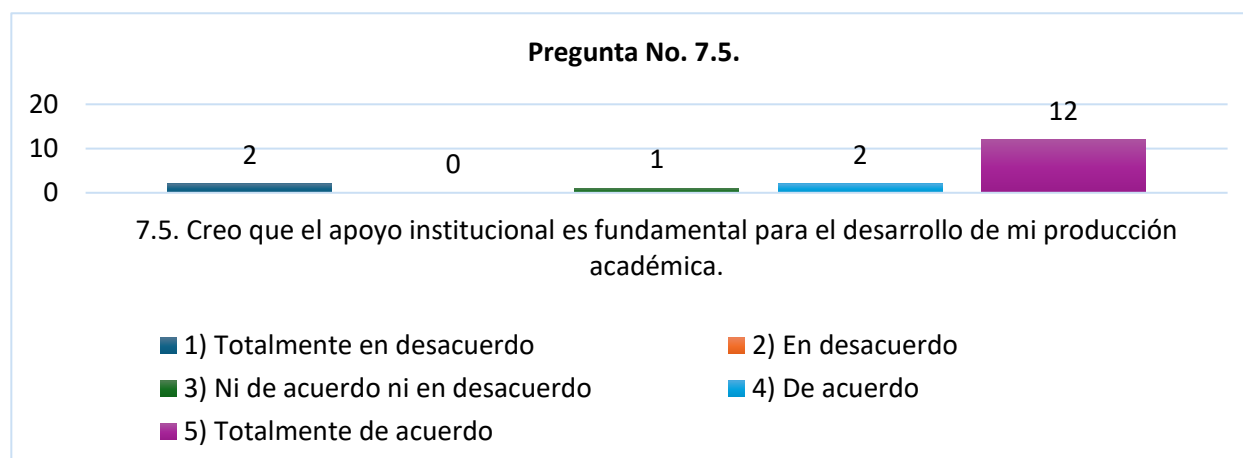 Pregunta No. 7.5.
20
10
0
2
0
1
2
12
7.5. Creo que el apoyo institucional es fundamental para el desarrollo de mi producción
académica.
1) Totalmente en desacuerdo
2) En desacuerdo
3) Ni de acuerdo ni en desacuerdo
4) De acuerdo
5) Totalmente de acuerdo